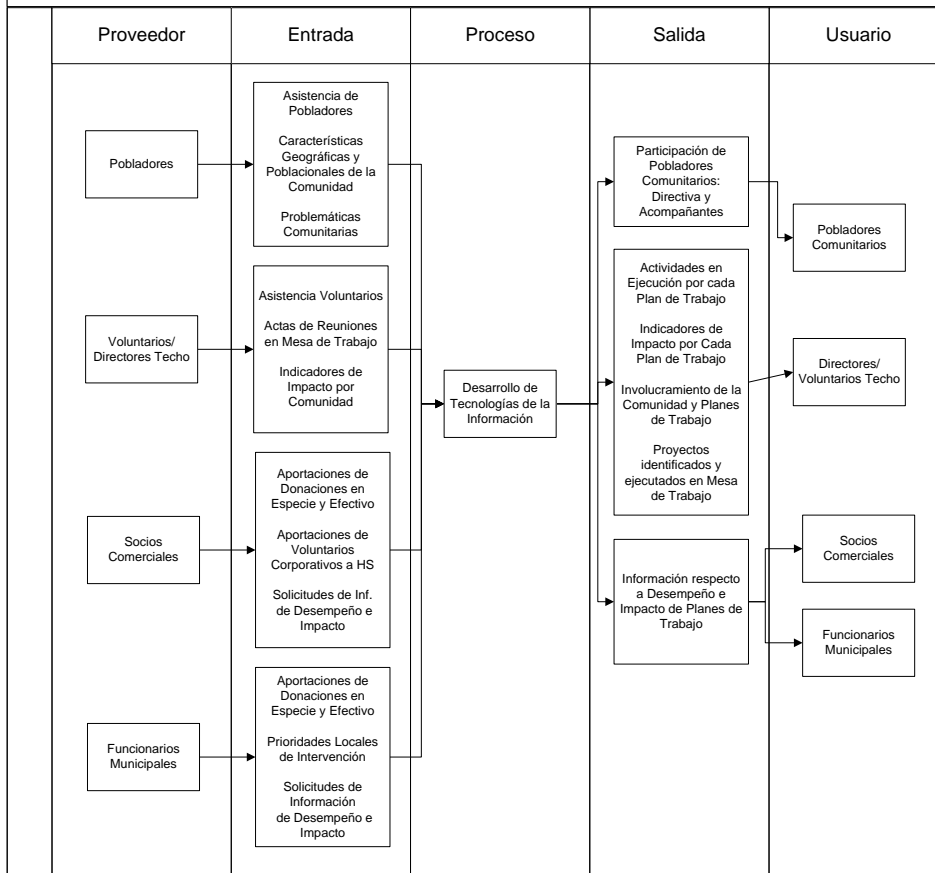 Proveedor
Entrada
Proceso
Salida
Usuario
Pobladores
Asistencia de
Pobladores
Características
Geográficas y
Poblacionales de la
Comunidad
Problemáticas
Comunitarias
Voluntarios/
Directores Techo
Asistencia Voluntarios
Actas de Reuniones
en Mesa de Trabajo
Indicadores de
Impacto por
Comunidad
Socios
Comerciales
Aportaciones de
Donaciones en
Especie y Efectivo
Aportaciones de
Voluntarios
Corporativos a HS
Solicitudes de Inf.
de Desempeño e
Impacto
Funcionarios
Municipales
Aportaciones de
Donaciones en
Especie y Efectivo
Prioridades Locales
de Intervención
Solicitudes de
Información
de Desempeño e
Impacto
Desarrollo de
Tecnologías de la
Información
Participación de
Pobladores
Comunitarios:
Directiva y
Acompañantes
Actividades en
Ejecución por cada
Plan de Trabajo
Indicadores de
Impacto por Cada
Plan de Trabajo
Involucramiento de la
Comunidad y Planes
de Trabajo
Proyectos
identificados y
ejecutados en Mesa
de Trabajo
Información respecto
a Desempeño e
Impacto de Planes de
Trabajo
Pobladores
Comunitarios
Directores/
Voluntarios Techo
Socios
Comerciales
Funcionarios
Municipales